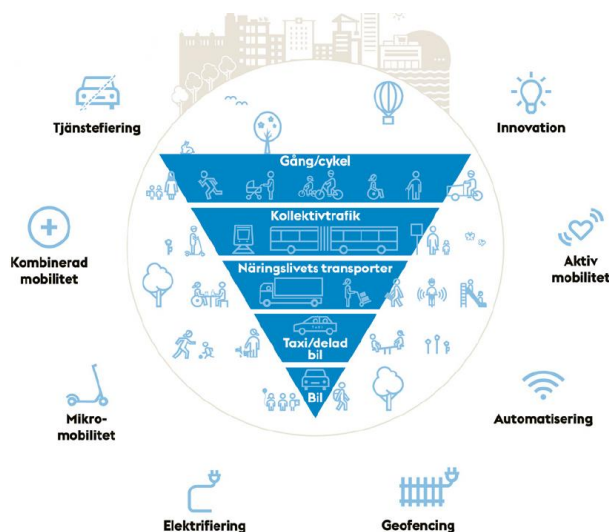 Tjänstefiering
Innovation
Gång/cykel
Kollektivtrafik
Kombinerad
mobilitet
Näringslivets transporter
Aktiv
mobilitet
TAXI
Taxi/delad
bil
Bil
Mikro-
mobilitet
Automatisering
Elektrifiering
Geofencing